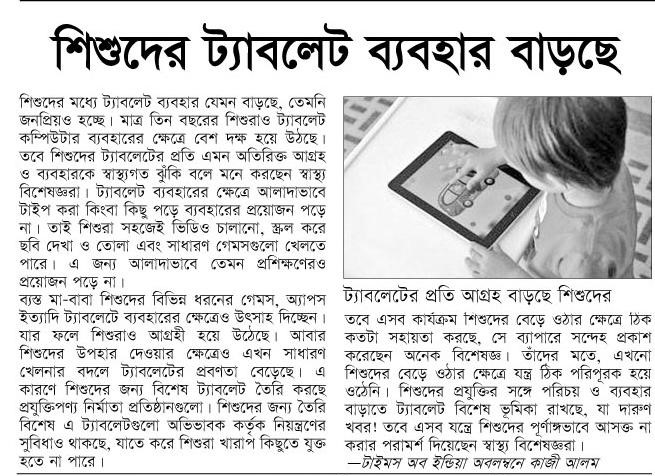 শিশুদের ট্যাবলেট ব্যবহার বাড়ছে
শিশুদের মধ্যে ট্যাবলেট ব্যবহার যেমন বাড়ছে, তেমনি
জনপ্রিয়ও হচ্ছে। মাত্র তিন বছরের শিশুরাও ট্যাবলেট
কম্পিউটার ব্যবহারের ক্ষেত্রে বেশ দক্ষ হয়ে উঠছে।
তবে শিশুদের ট্যাবলেটের প্রতি এমন অতিরিক্ত আগ্রহ
ও ব্যবহারকে স্বাস্থ্যগত ঝুঁকি বলে মনে করছেন স্বাস্থ্য
বিশেষজ্ঞরা। ট্যাবলেট ব্যবহারের ক্ষেত্রে আলাদাভাবে
টাইপ করা কিংবা কিছু পড়ে ব্যবহারের প্রয়োজন পড়ে
না। তাই শিশুরা সহজেই ভিডিও চালানো, স্ক্রল করে
ছবি দেখা ও তোলা এবং সাধারণ গেমসগুলো খেলতে
পারে। এ জন্য আলাদাভাবে তেমন প্রশিক্ষণেরও
প্রয়োজন পড়ে না।
ব্যস্ত মা-বাবা শিশুদের বিভিন্ন ধরনের গেমস, অ্যাপস
ইত্যাদি ট্যাবলেটে ব্যবহারের ক্ষেত্রেও উৎসাহ দিচ্ছেন।
যার ফলে শিশুরাও আগ্রহী হয়ে উঠেছে। আবার
শিশুদের উপহার দেওয়ার ক্ষেত্রেও এখন সাধারণ
খেলনার বদলে ট্যাবলেটের প্রবণতা বেড়েছে। এ
কারণে শিশুদের জন্য বিশেষ ট্যাবলেট তৈরি করছে
প্রযুক্তিপণ্য নির্মাতা প্রতিষ্ঠানগুলো। শিশুদের জন্য তৈরি
বিশেষ এ ট্যাবলেটগুলো অভিভাবক কর্তৃক নিয়ন্ত্রণের
সুবিধাও থাকছে, যাতে করে শিশুরা খারাপ কিছুতে যুক্ত
হতে না পারে।
ট্যাবলেটের প্রতি আগ্রহ বাড়ছে শিশুদের
তবে এসব কার্যক্রম শিশুদের বেড়ে ওঠার ক্ষেত্রে ঠিক
কতটা সহায়তা করছে, সে ব্যাপারে সন্দেহ প্রকাশ
করেছেন অনেক বিশেষজ্ঞ। তাঁদের মতে, এখনো
শিশুদের বেড়ে ওঠার ক্ষেত্রে যন্ত্র ঠিক পরিপূরক হয়ে
ওঠেনি। শিশুদের প্রযুক্তির সঙ্গে পরিচয় ও ব্যবহার
বাড়াতে ট্যাবলেট বিশেষ ভূমিকা রাখছে, যা দারুণ
খবর! তবে এসব যন্ত্রে শিশুদের পূর্ণাঙ্গভাবে আসক্ত না
করার পরামর্শ দিয়েছেন স্বাস্থ্য বিশেষজ্ঞরা।
—টাইমস অব ইন্ডিয়া অবলম্বনে কাজী আলম